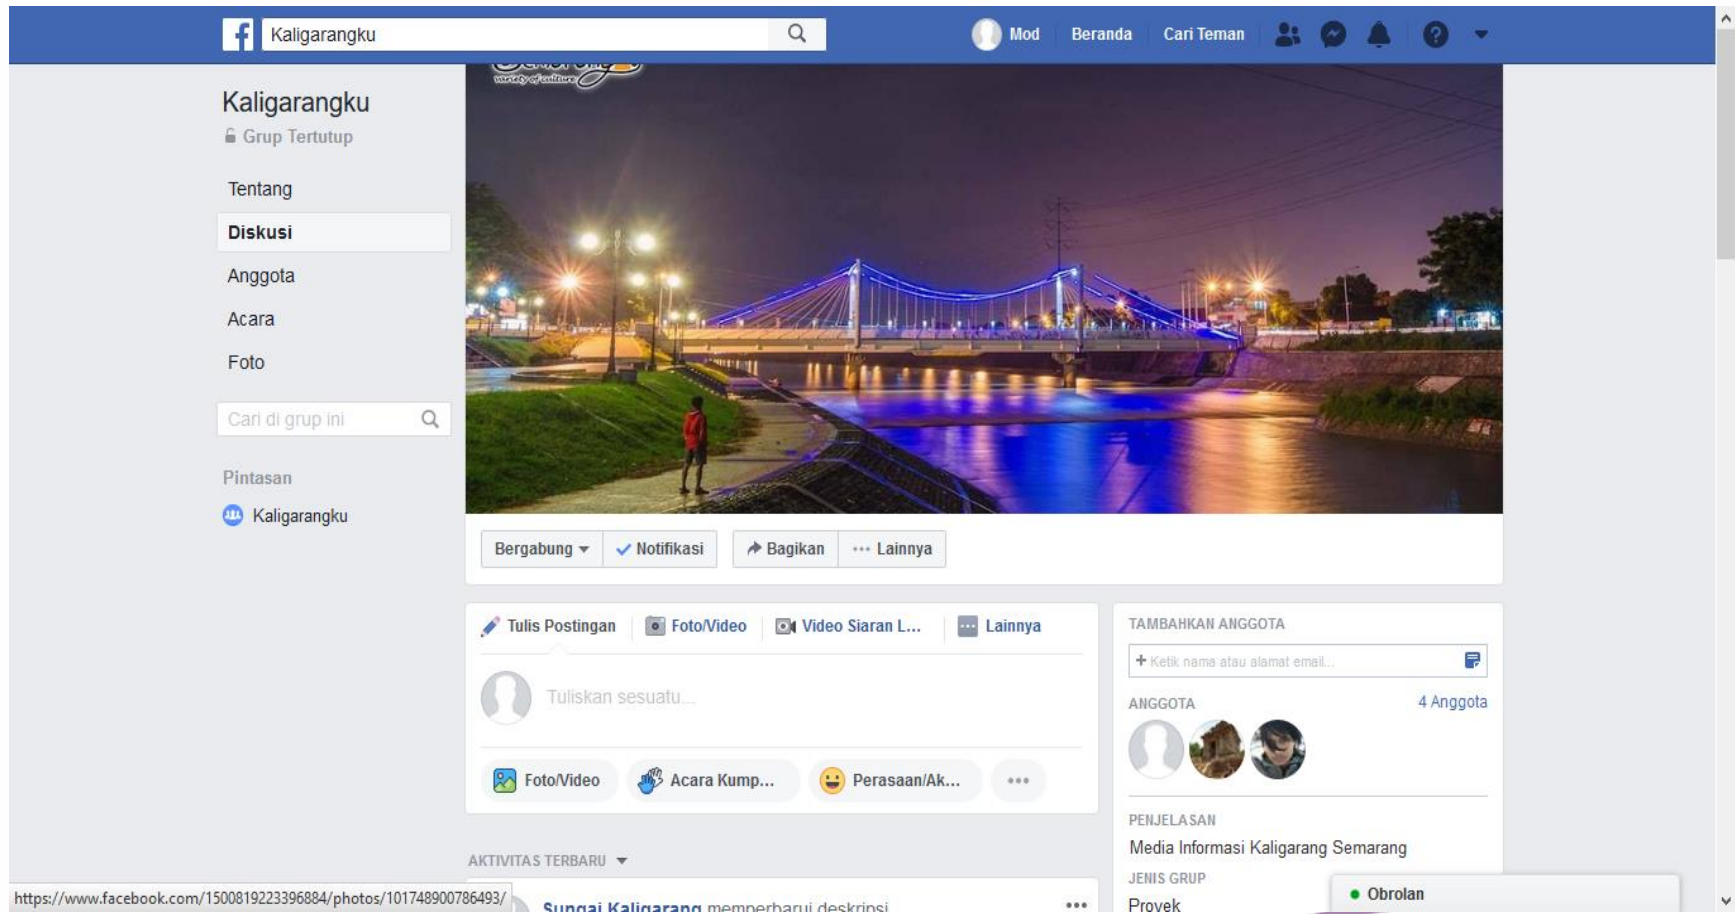 Kaligarangku
Mod
Beranda
Cari Teman
Kaligarangku
Grup Tertutup
Tentang
Diskusi
Anggota
Acara
Foto
Cari di grup ini
Pintasan
Kaligarangku
variety of culture
Bergabung
Notifikasi
Bagikan
Lainnya
Tulis Postingan
Foto/Video
Video Siaran L...
Lainnya
Tuliskan sesuatu...
Foto/Video
Acara Kump...
Perasaan/Ak...
AKTIVITAS TERBARU
Sungai Kaligarang memperbarui deskripsi
TAMBAHKAN ANGGOTA
+ Ketik nama atau alamat email...
ANGGOTA
4 Anggota
PENJELASAN
Media Informasi Kaligarang Semarang
JENIS GRUP
Proyek
Obrolan
https://www.facebook.com/1500819223396884/photos/101748900786493/